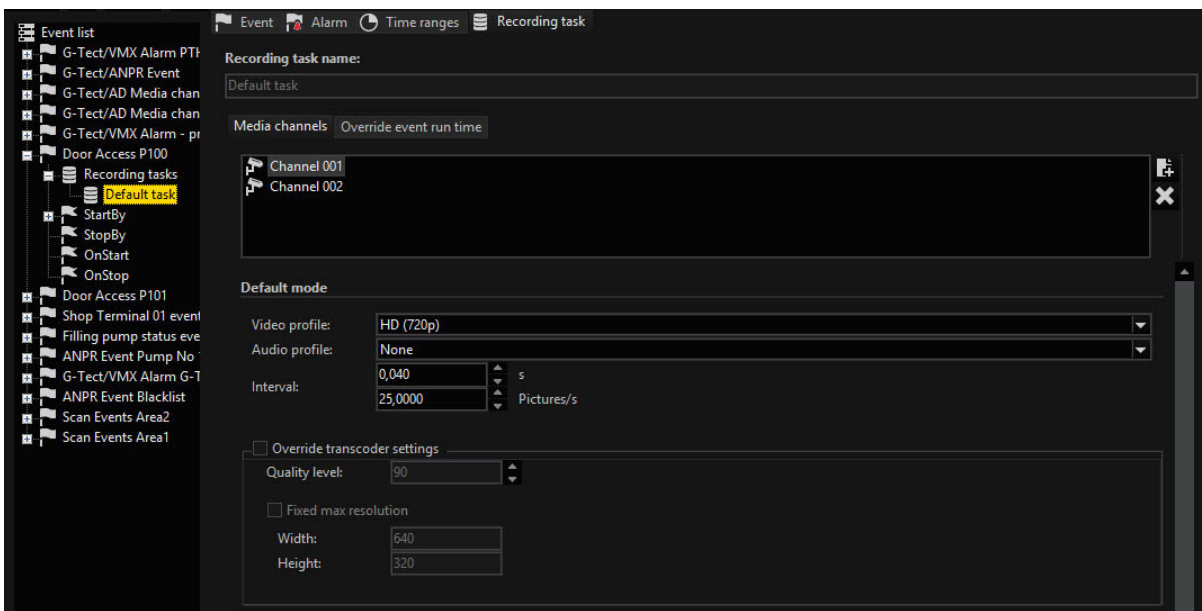 Event list
G-Tect/VMX Alarm PTH
G-Tect/ANPR Event
G-Tect/AD Media chan
G-Tect/AD Media chan
G-Tect/VMX Alarm - pr
Door Access P100
Recording tasks
Default task
StartBy
StopBy
OnStart
OnStop
Door Access P101
Shop Terminal 01 event
Filling pump status eve
ANPR Event Pump No
G-Tect/VMX Alarm G-T
ANPR Event Blacklist
Scan Events Area2
Scan Events Area1
Event Alarm Time ranges Recording task
Recording task name:
Default task
Media channels Override event run time
Channel 001
Channel 002
Default mode
Video profile: HD (720p)
Audio profile: None
Interval: 0,040 s
25,0000 Pictures/s
Override transcoder settings
Quality level: 90
Fixed max resolution
Width: 640
Height: 320